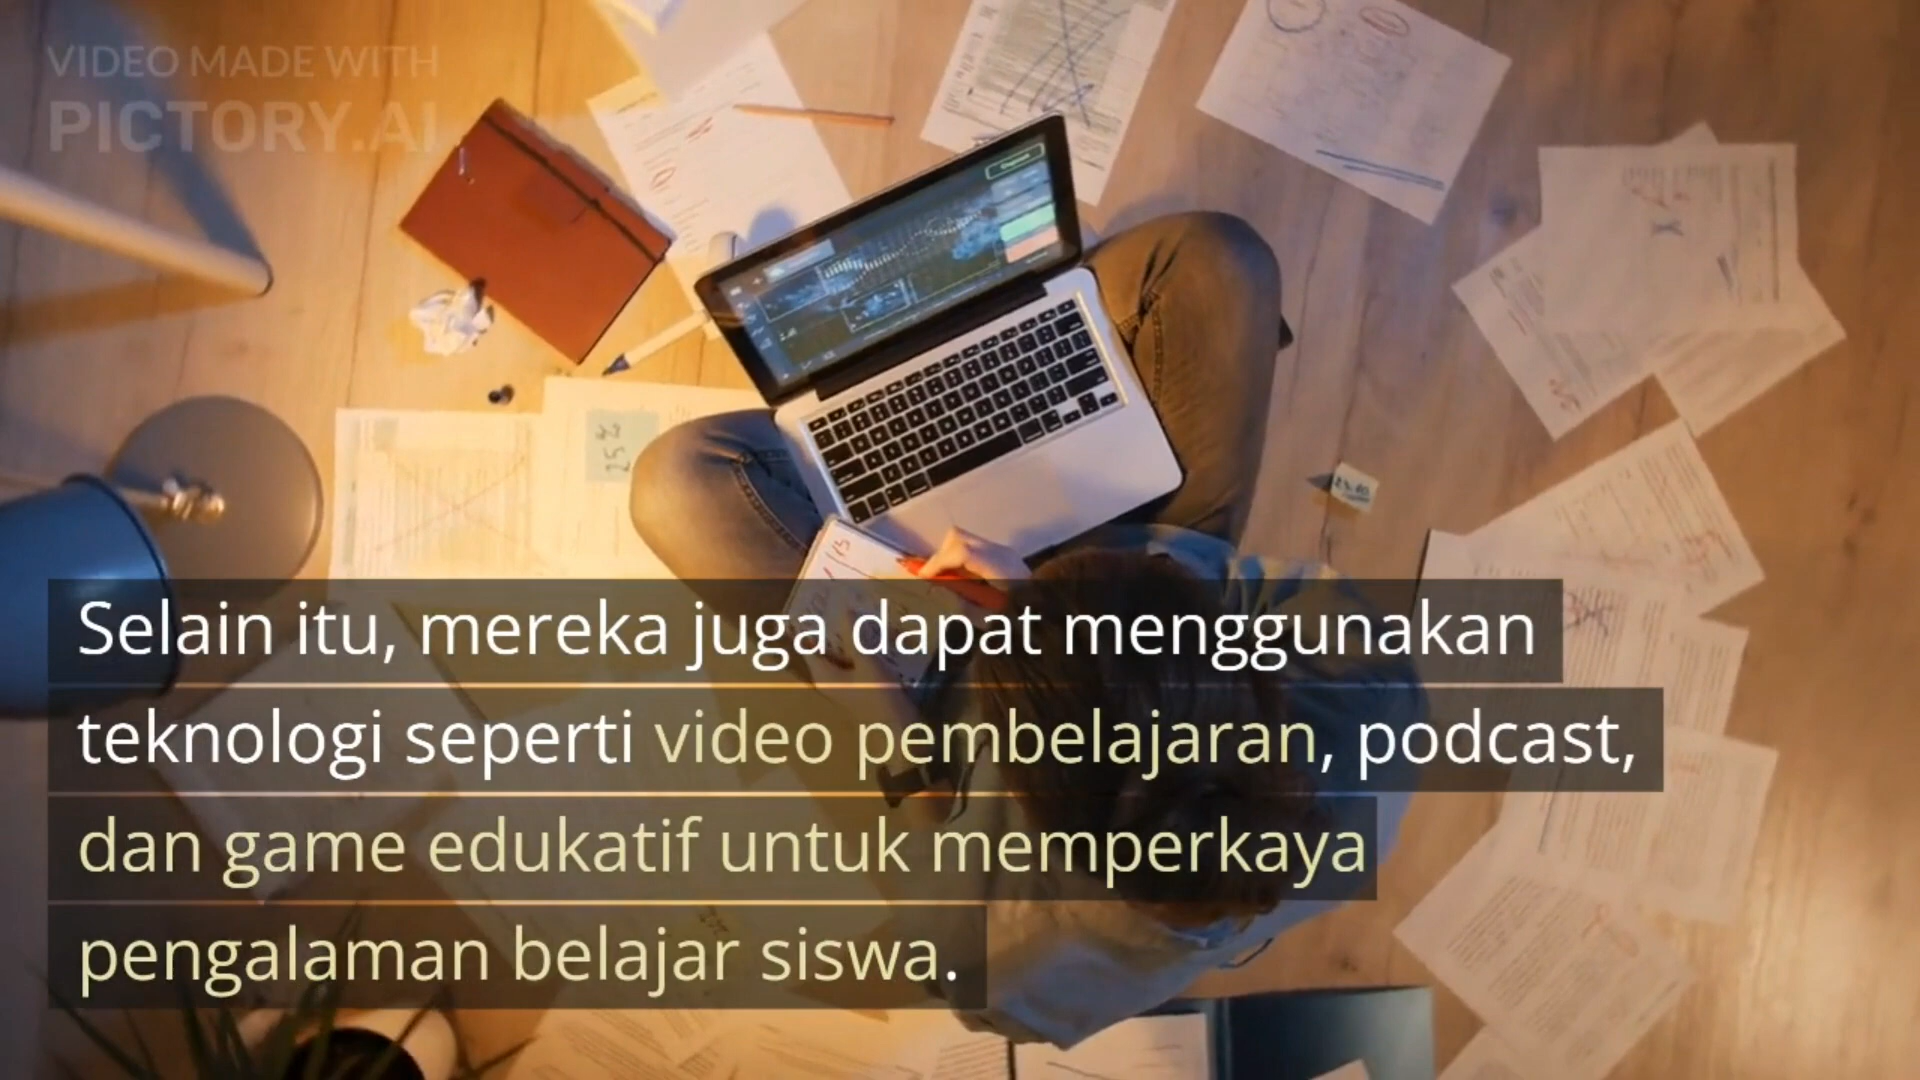 VIDEO MADE WITH
PICTORY.AI
Selain itu, mereka juga dapat menggunakan
teknologi seperti video pembelajaran, podcast,
dan game edukatif untuk memperkaya
pengalaman belajar siswa.